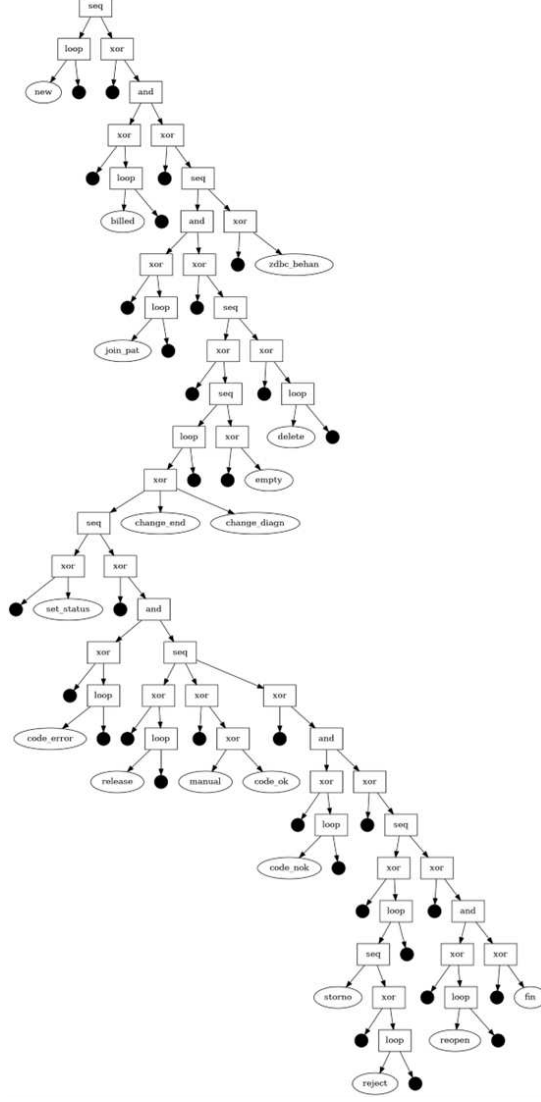 seq
loop xor
new and
xor xor
loop seq
billed and xor
xor xor zdbc_behan
loop seq
join_pat xor xor
seq loop
loop xor delete
xor empty
seq change_end change_diagn
xor xor
set_status and
xor seq
loop xor xor xor
code_error loop xor and
release manual code_ok xor xor
loop seq
code_nok xor xor
loop and
seq xor xor
storno xor loop fin
loop reopen
reject